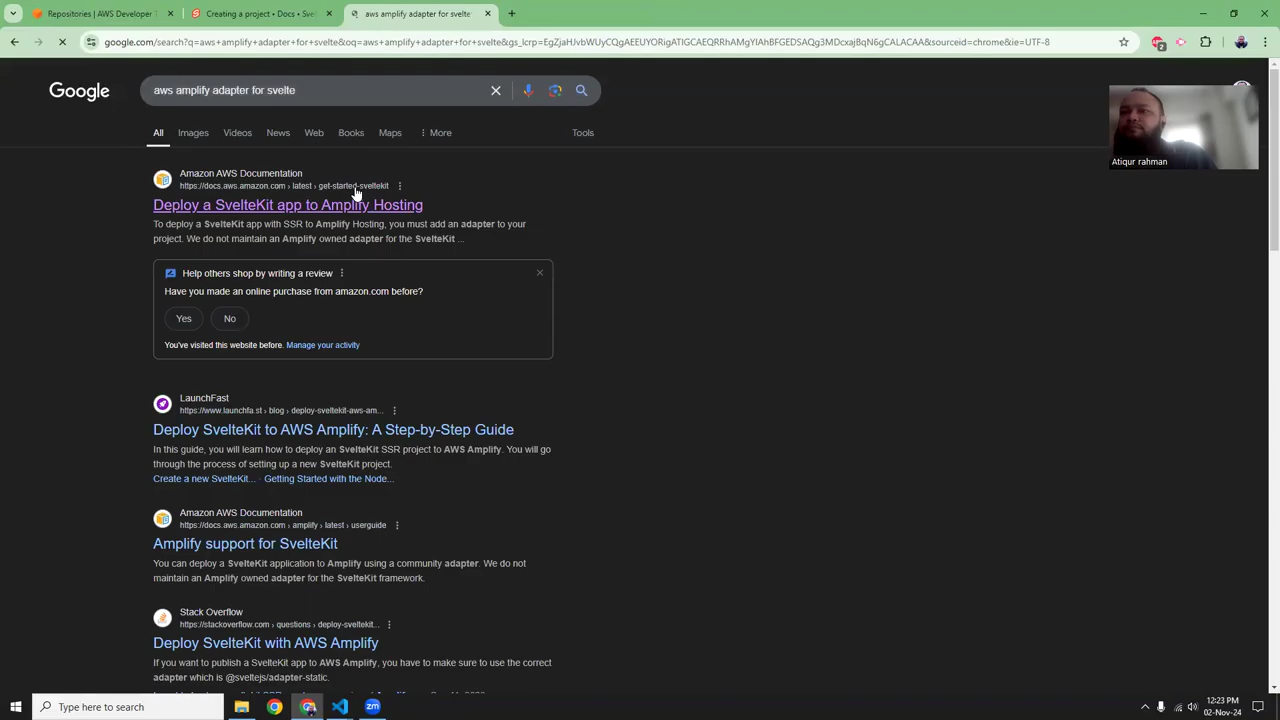 Repositories | AWS Developer T
Creating a project • Docs • Sve
aws amplify adapter for svelte
google.com/search?q=aws+amplify+adapter+for+svelte&oq=aws+amplify+adapter+for+svelte&gs_lcrp=EgZjaHJvbWUyCQgAEEUYORigATIGCAEQRRhAMgYIAhBFGEDSAQg3MDcxajBqN6gCALACAA&sourceid=chrome&ie=UTF-8
Google
aws amplify adapter for svelte
All
Images
Videos
News
Web
Books
Maps
More
Tools
Atiqur rahman
Amazon AWS Documentation
https://docs.aws.amazon.com › latest › get-started-sveltekit
Deploy a SvelteKit app to Amplify Hosting
To deploy a SvelteKit app with SSR to Amplify Hosting, you must add an adapter to your
project. We do not maintain an Amplify owned adapter for the SvelteKit ...
Help others shop by writing a review
Have you made an online purchase from amazon.com before?
Yes
No
You've visited this website before. Manage your activity
LaunchFast
https://www.launchfa.st › blog › deploy-sveltekit-aws-am...
Deploy SvelteKit to AWS Amplify: A Step-by-Step Guide
In this guide, you will learn how to deploy an SvelteKit SSR project to AWS Amplify. You will go
through the process of setting up a new SvelteKit project.
Create a new SvelteKit... · Getting Started with the Node...
Amazon AWS Documentation
https://docs.aws.amazon.com › amplify › latest › userguide
Amplify support for SvelteKit
You can deploy a SvelteKit application to Amplify using a community adapter. We do not
maintain an Amplify owned adapter for the SvelteKit framework.
Stack Overflow
https://stackoverflow.com › questions › deploy-sveltekit...
Deploy SvelteKit with AWS Amplify
If you want to publish a SvelteKit app to AWS Amplify, you have to make sure to use the correct
adapter which is @sveltejs/adapter-static.
Type here to search
zm
12:23 PM
02-Nov-24